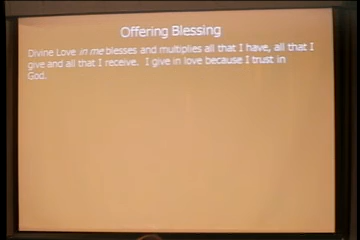 Offering Blessing
Divine Love in me blesses and multiplies all that I have, all that I
give and all that I receive. I give in love because I trust in
God.